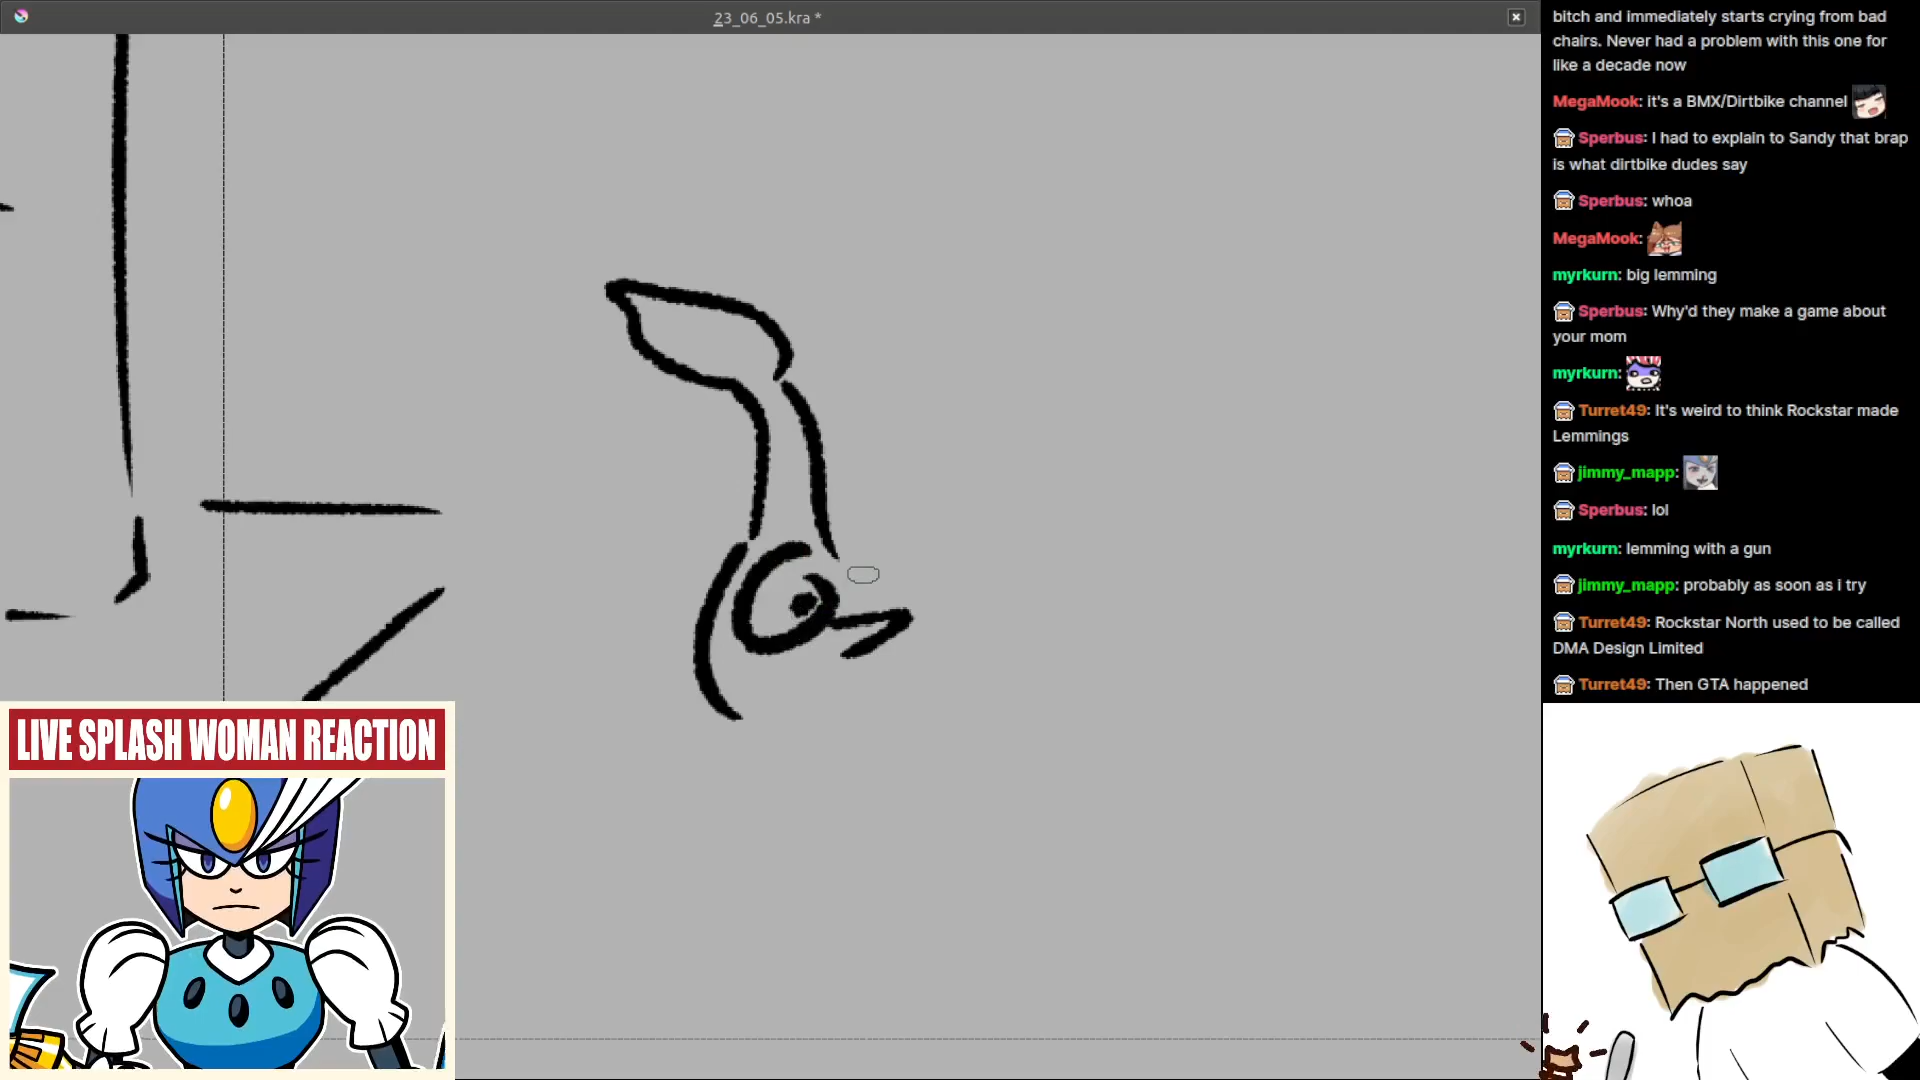 23_06_05.kra *
bitch and immediately starts crying from bad
chairs. Never had a problem with this one for
like a decade now
MegaMook: it's a BMX/Dirtbike channel
Sperbus: I had to explain to Sandy that brap
is what dirtbike dudes say
Sperbus: whoa
MegaMook:
myrkurn: big lemming
Sperbus: Why'd they make a game about
your mom
myrkurn:
Turret49: It's weird to think Rockstar made
Lemmings
jimmy_mapp:
Sperbus: lol
myrkurn: lemming with a gun
jimmy_mapp: probably as soon as i try
Turret49: Rockstar North used to be called
DMA Design Limited
Turret49: Then GTA happened
LIVE SPLASH WOMAN REACTION